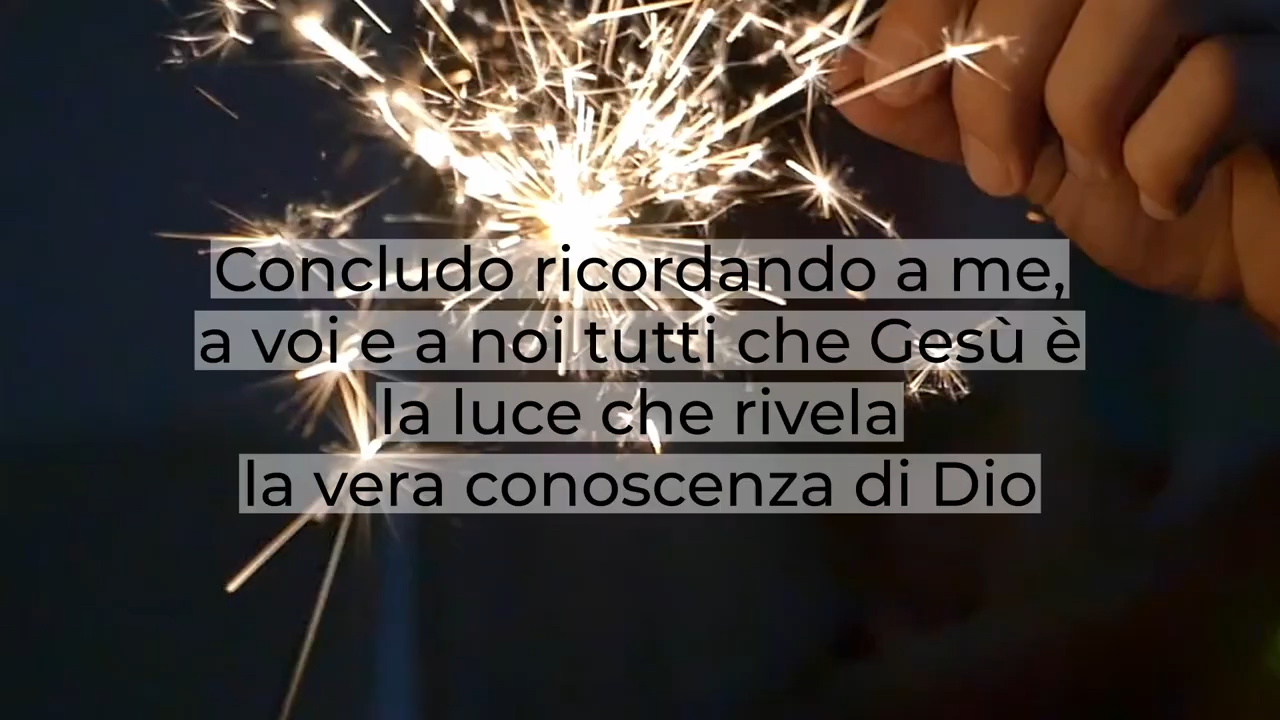 Concludo ricordando a me,
a voi e a noi tutti che Gesù è
la luce che rivela
la vera conoscenza di Dio